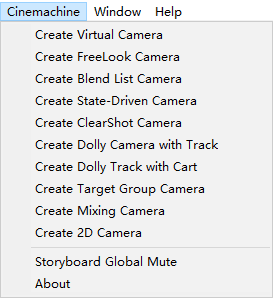 Cinemachine Window Help
Create Virtual Camera
Create FreeLook Camera
Create Blend List Camera
Create State-Driven Camera
Create ClearShot Camera
Create Dolly Camera with Track
Create Dolly Track with Cart
Create Target Group Camera
Create Mixing Camera
Create 2D Camera
Storyboard Global Mute
About